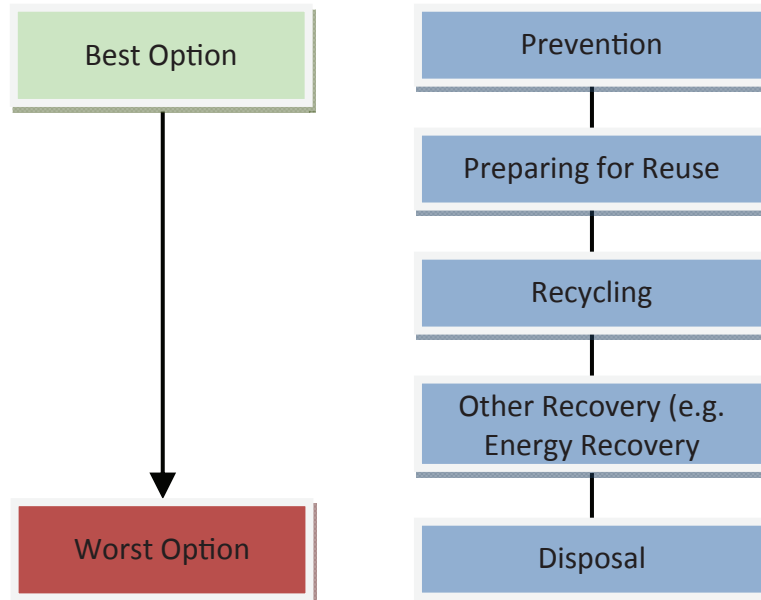 Best Option
Worst Option
Prevention
Preparing for Reuse
Recycling
Other Recovery (e.g.
Energy Recovery
Disposal